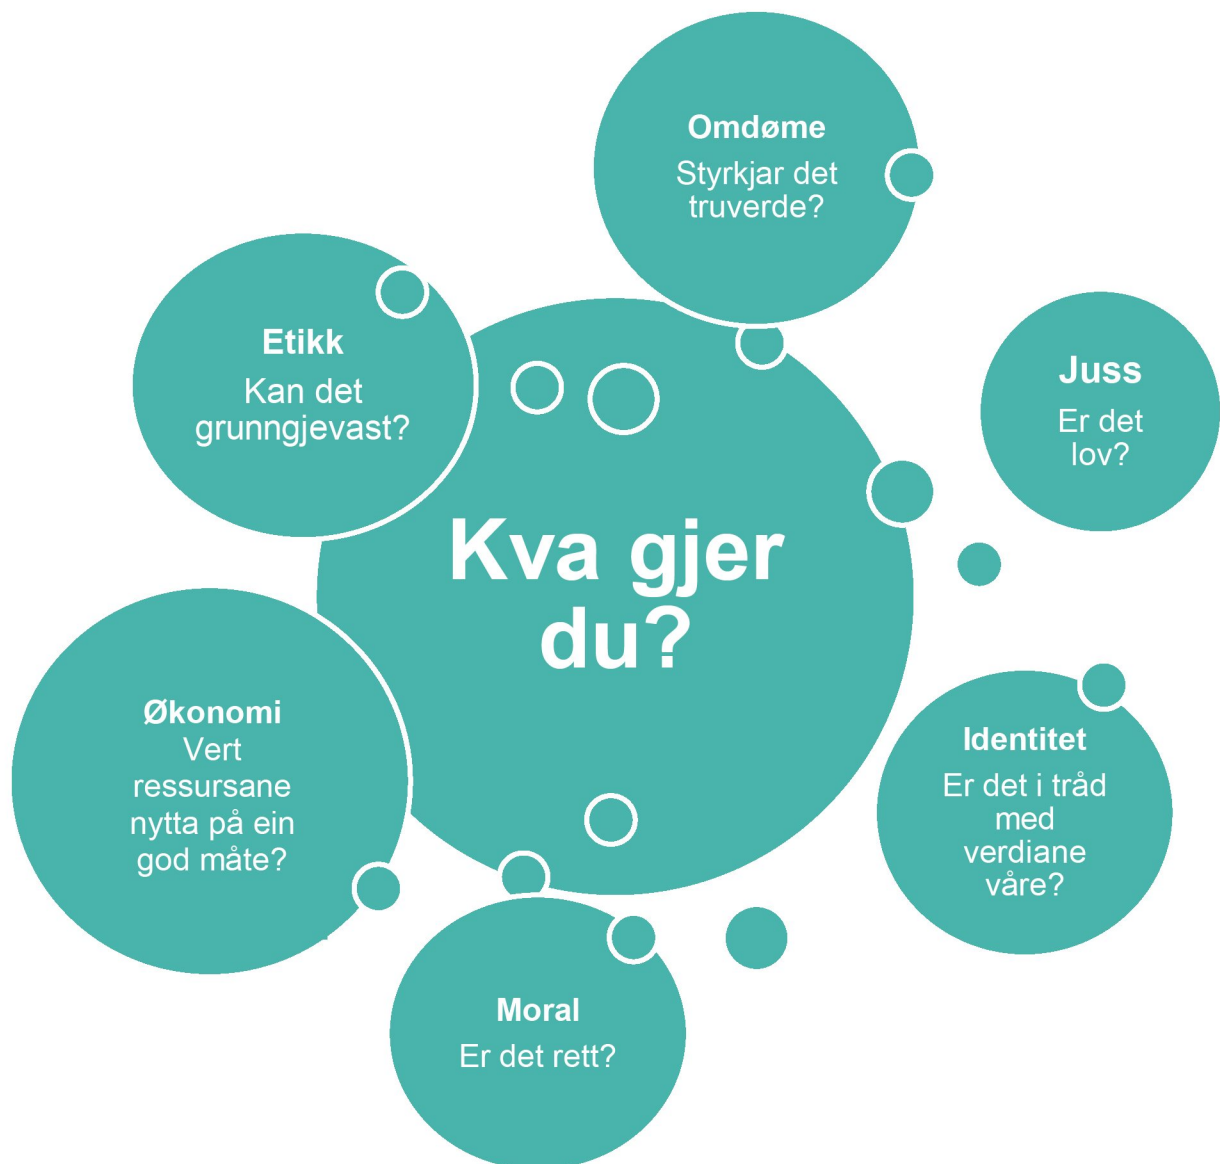 Omdøme
Styrkjar det
truverde?
Etikk
Kan det
grunngjevast?
Juss
Er det
lov?
Kva gjer
du?
Økonomi
Vert
ressursane
nytta på ein
god måte?
Identitet
Er det i tråd
med
verdiane
våre?
Moral
Er det rett?